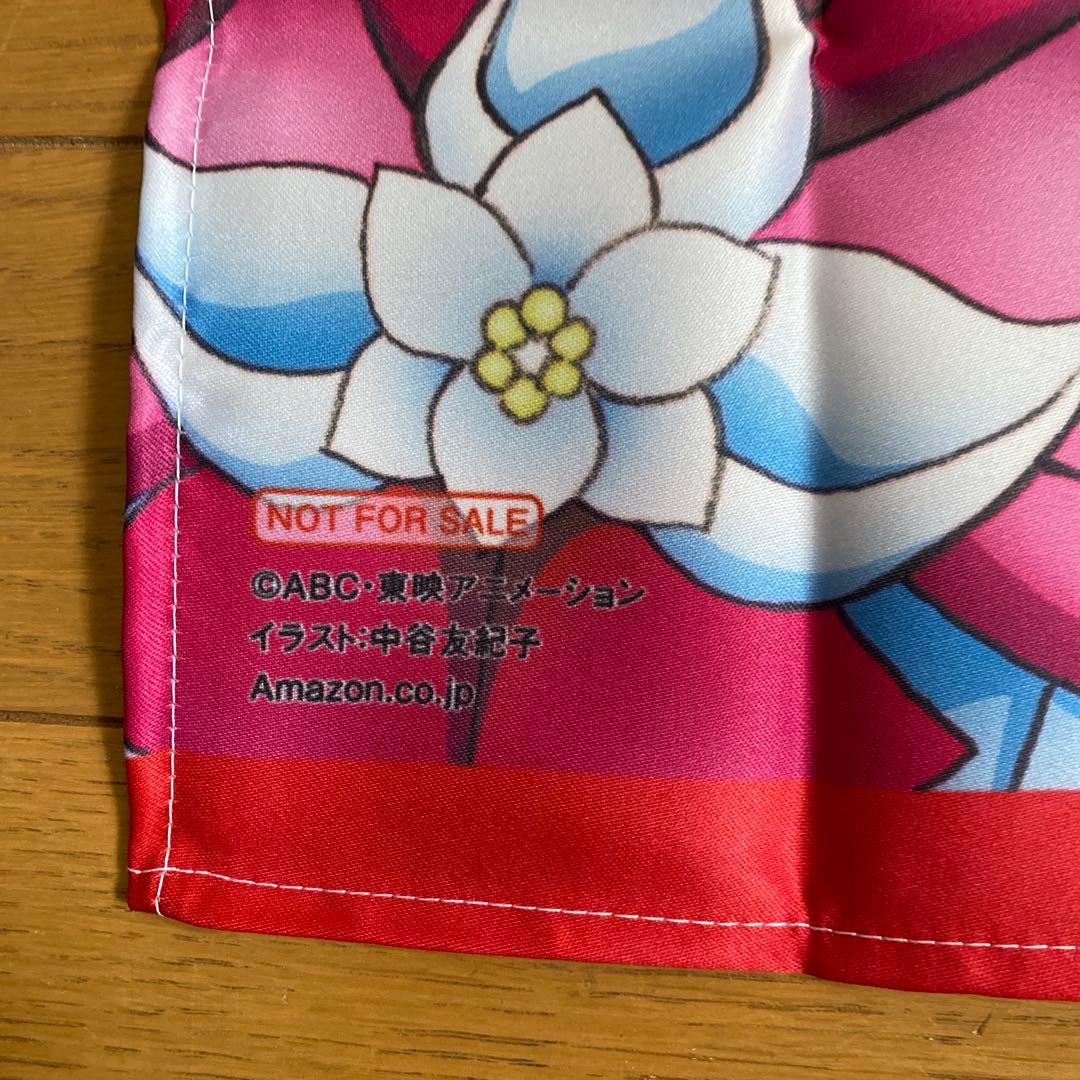 NOT FOR SALE
©ABC・東映アニメーション
イラスト:中谷友紀子
Amazon.co.jp